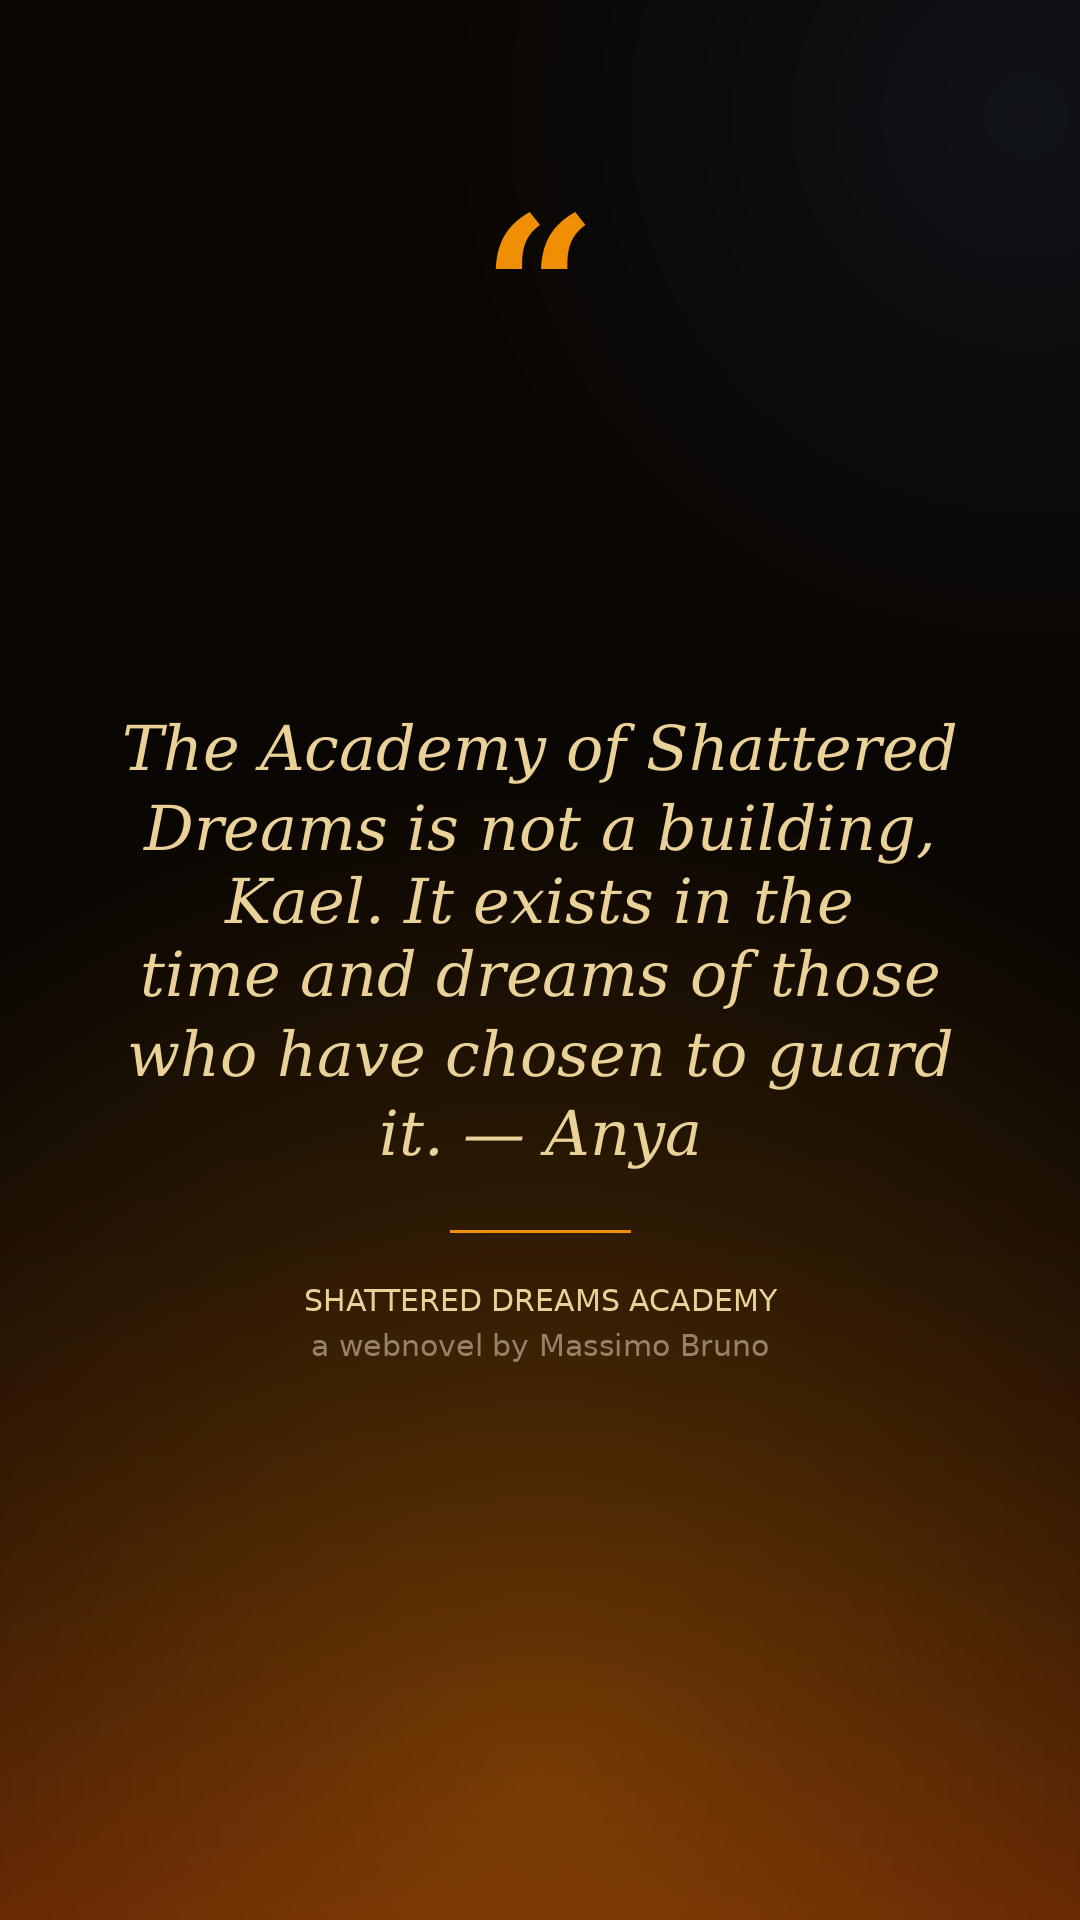 “
The Academy of Shattered
Dreams is not a building,
Kael. It exists in the
time and dreams of those
who have chosen to guard
it. — Anya
SHATTERED DREAMS ACADEMY
a webnovel by Massimo Bruno